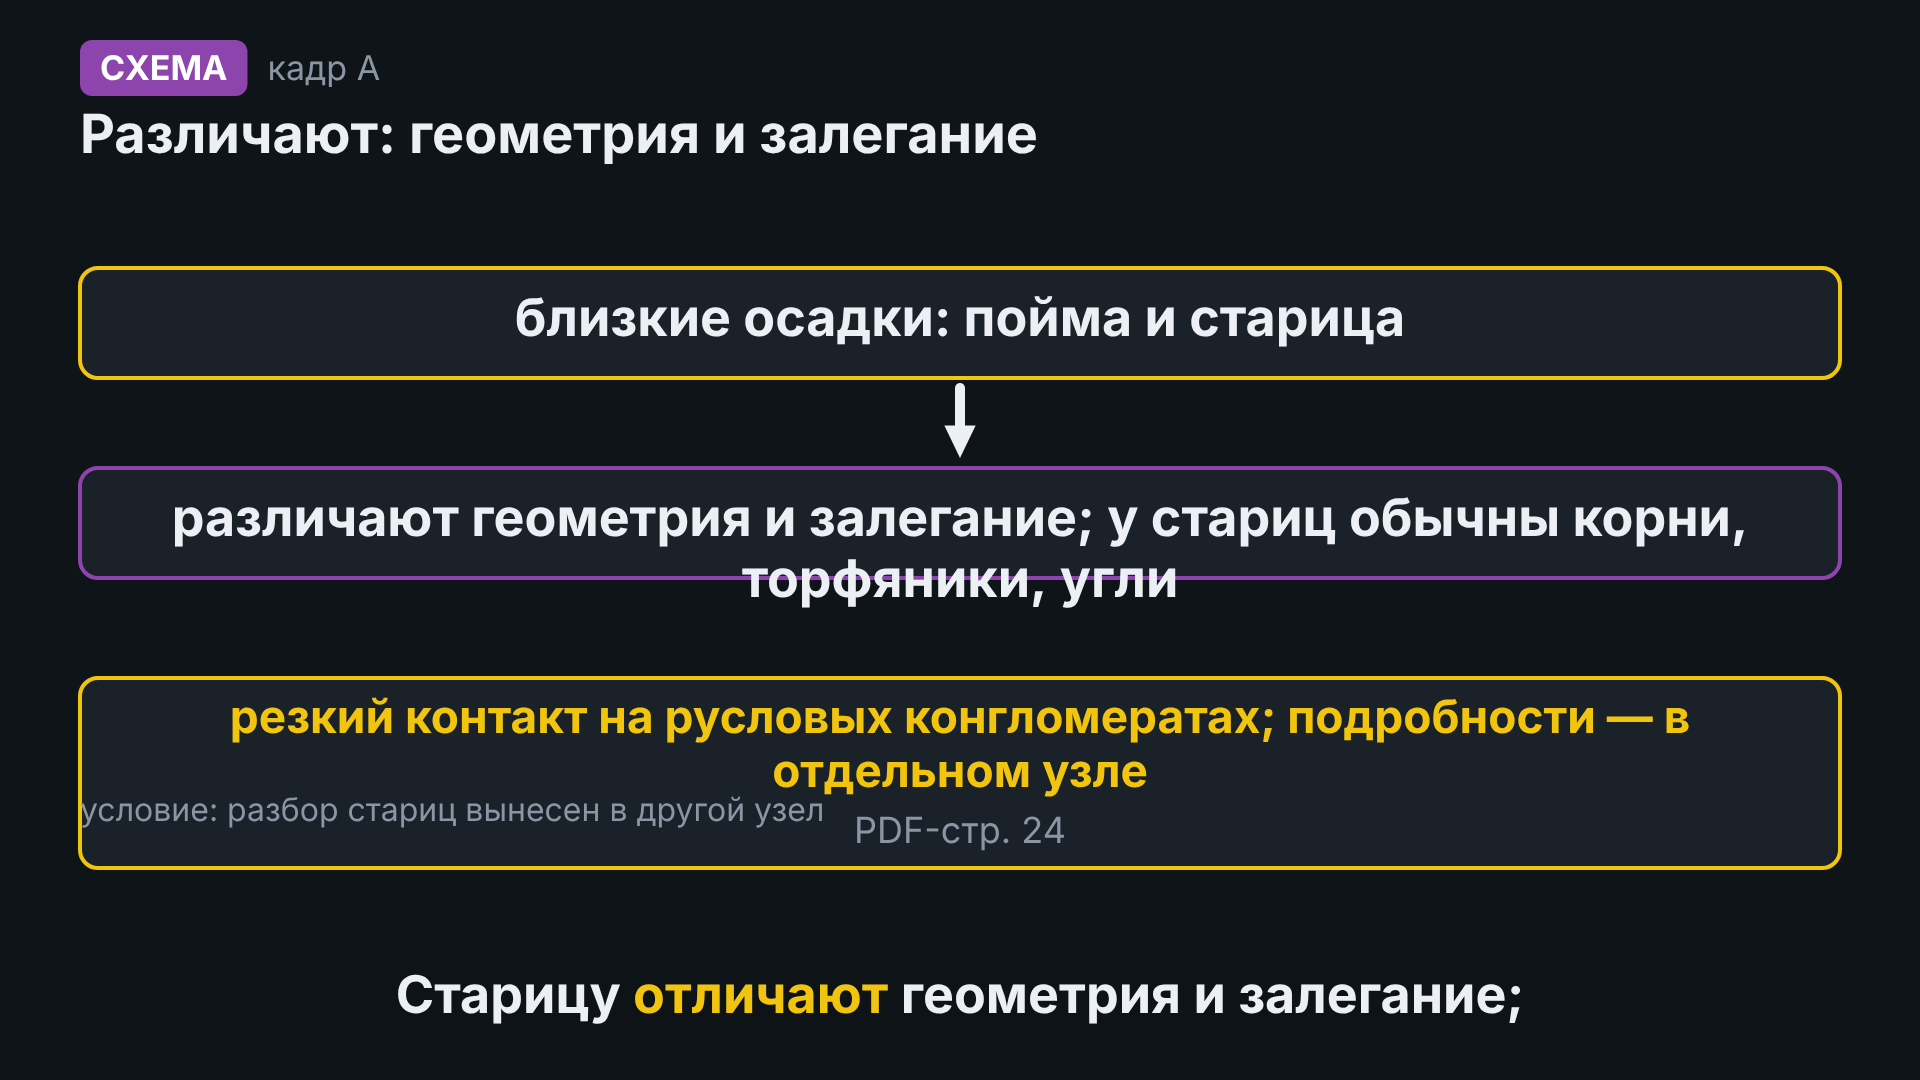 СХЕМА кадр А
Различают: геометрия и залегание
близкие осадки: пойма и старица
различают геометрия и залегание; у стариц обычны корни,
торфяники, угли
резкий контакт на русловых конгломератах; подробности — в
отдельном узле
условие: разбор стариц вынесен в другой узел
PDF-стр. 24
Старицу отличают геометрия и залегание;